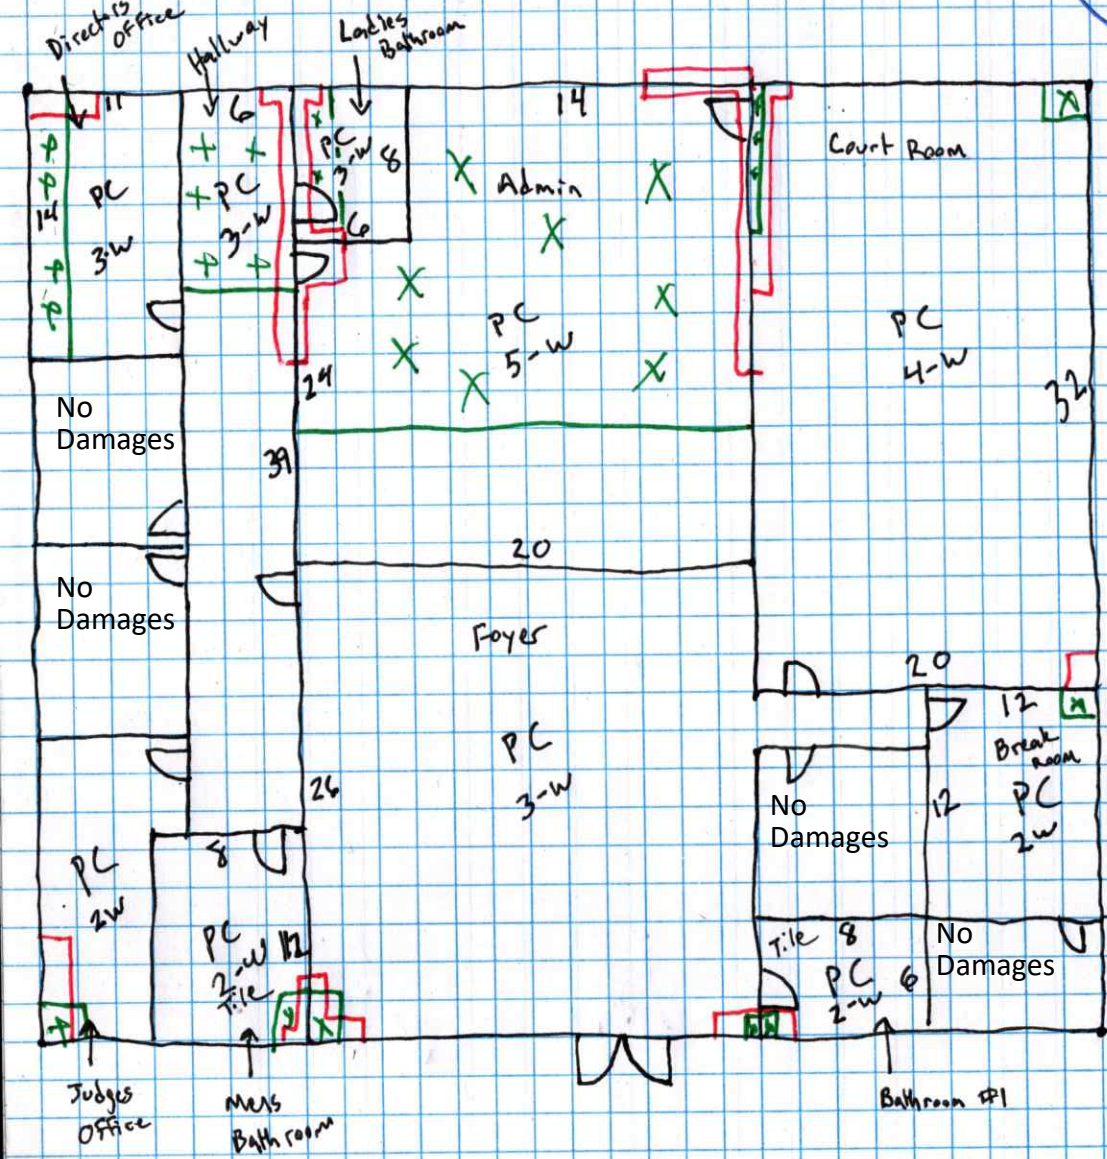 Directors
Office
Hallway
Ladies
Bathroom
11
6
14
PC
3-W
8
Court Room
Admin
PC
3-W
14
PC
3-W
6
PC
5-W
PC
4-W
24
32
No
Damages
39
20
No
Damages
Foyer
20
12
Break
Room
PC
3-W
26
No
Damages
12
PC
2W
8
PC
2W
PC
2-W
Tile
12
Tile 8
PC
2-W
6
No
Damages
Judges
Office
Mens
Bathroom
Bathroom #1